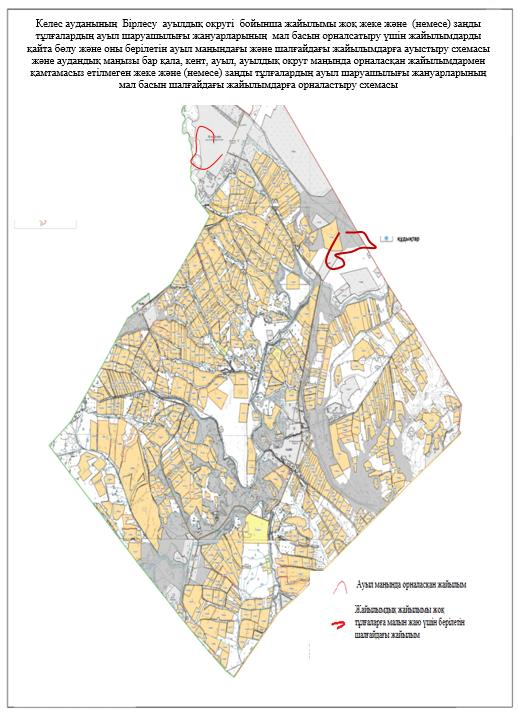 Келес ауданының Бірлесу ауылдық округі бойынша жайылымы жоқ жеке және (немесе) заңды
тұлғалардың ауыл шаруашылығы жануарларының мал басын орналсатыру үшін жайылымдарды
қайта бөлу және оны берілетін ауыл маңындағы және шалғайдағы жайылымдарға ауыстыру схемасы
және аудандық маңызы бар қала, кент, ауыл, ауылдық округ маңында орналасқан жайылымдармен
қамтамасыз етілмеген жеке және (немесе) заңды тұлғалардың ауыл шаруашылығы жануарларының
мал басын шалғайдағы жайылымдарға орналастыру схемасы
құдықтар
Ауыл маңында орналасқан жайылым
Жайылымдық жайылымы жоқ
тұлғаларға малын жаю үшін берілетін
шалғайдағы жайылым